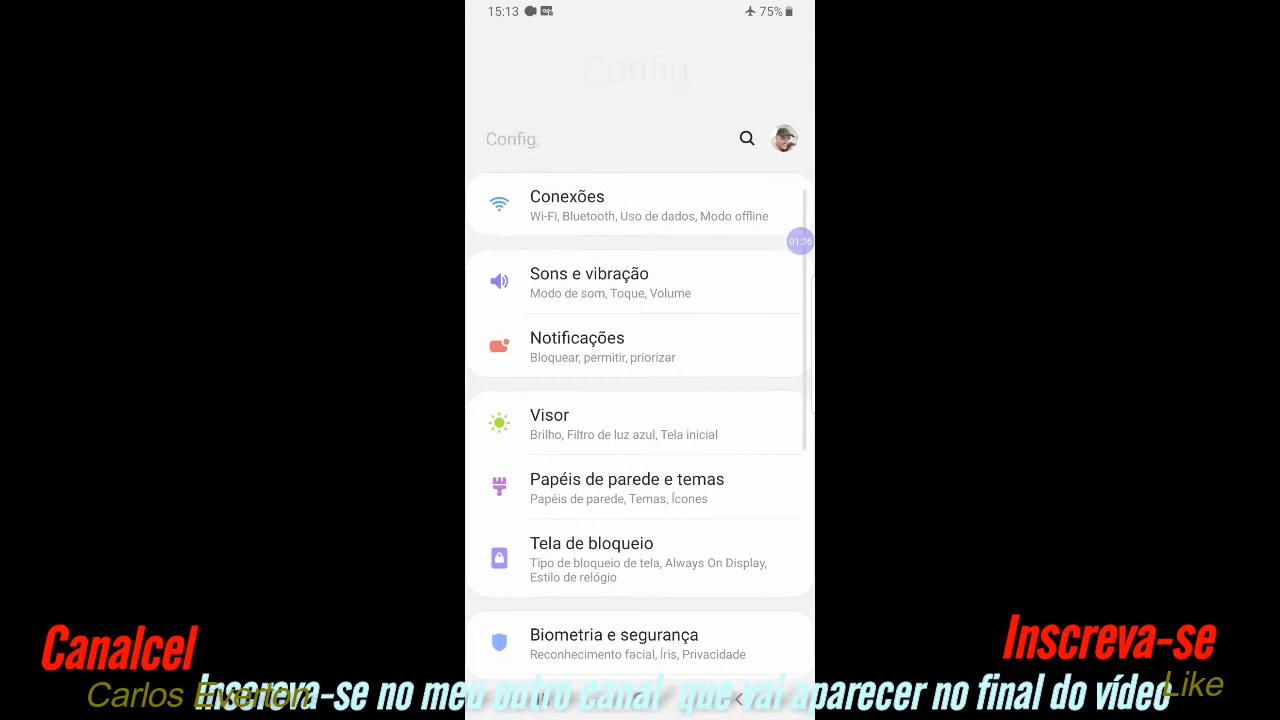 15:13
75%
Config.
Config.
Conexões
Wi-Fi, Bluetooth, Uso de dados, Modo offline
01:36
Sons e vibração
Modo de som, Toque, Volume
Notificações
Bloquear, permitir, priorizar
Visor
Brilho, Filtro de luz azul, Tela inicial
Papéis de parede e temas
Papéis de parede, Temas, Ícones
Tela de bloqueio
Tipo de bloqueio de tela, Always On Display,
Estilo de relógio
Biometria e segurança
Reconhecimento facial, Íris, Privacidade
Canalcel
Inscreva-se
Carlos Everton
Like
Inscreva-se no meu outro canal que vai aparecer no final do vídeo